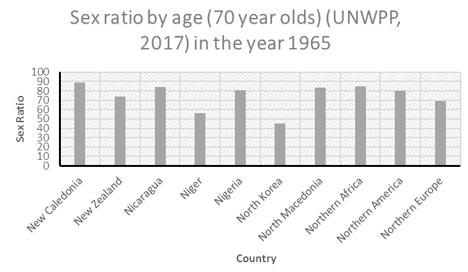 Sex ratio by age (70 year olds) (UNWPP,
2017) in the year 1965
100
90
80
70
60
50
40
30
20
10
0
Sex Ratio
New Caledonia
New Zealand
Nicaragua
Niger
Nigeria
North Korea
North Macedonia
Northern Africa
Northern America
Northern Europe
Country